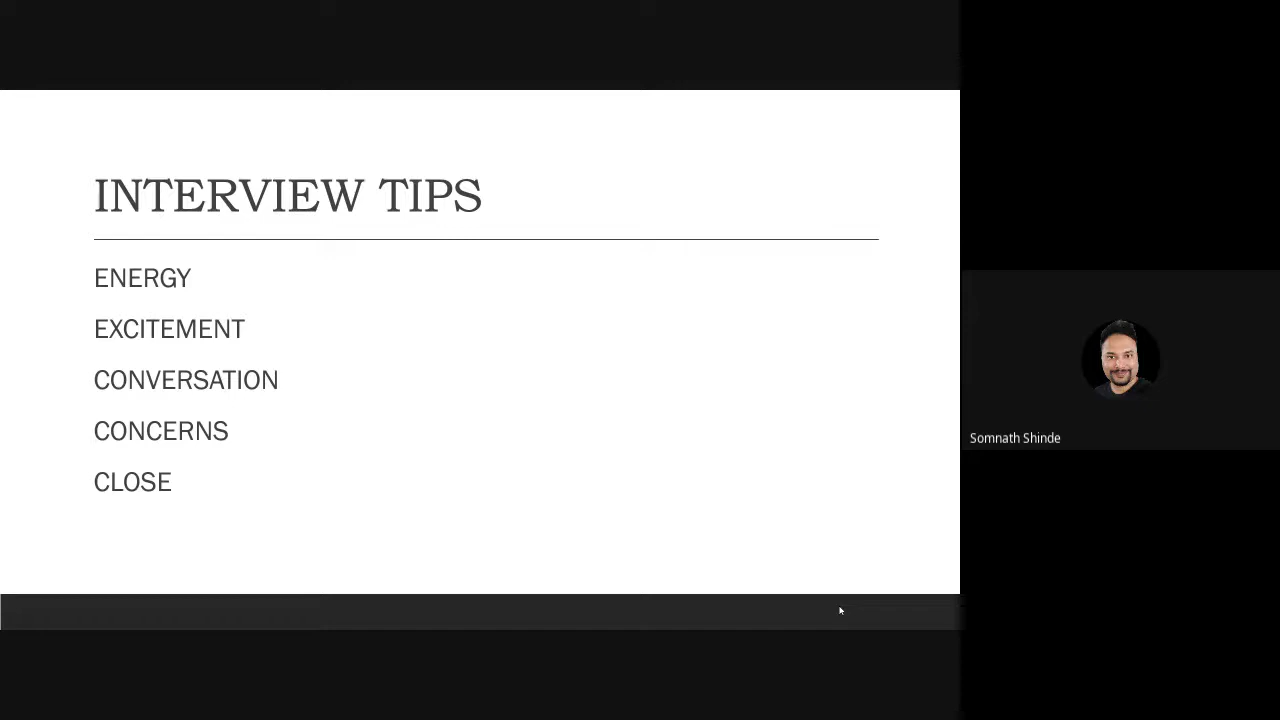 INTERVIEW TIPS
ENERGY
EXCITEMENT
CONVERSATION
CONCERNS
CLOSE
Somnath Shinde